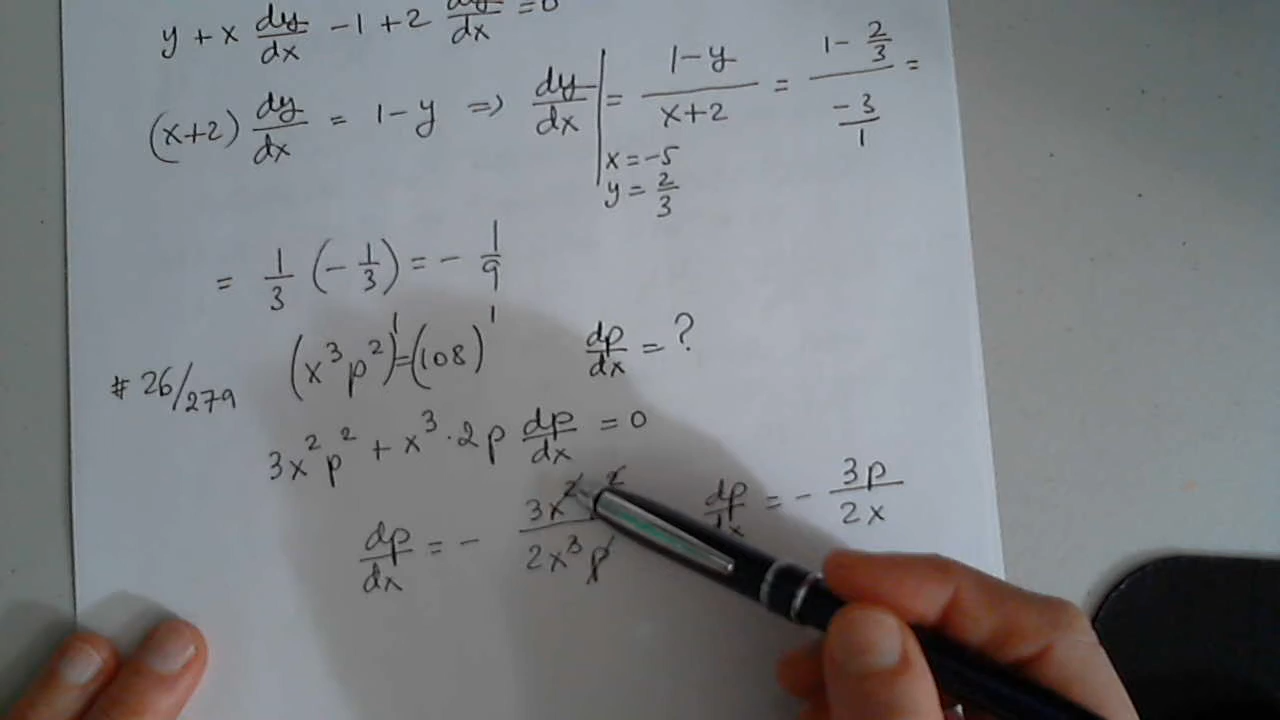 y + x dy/dx - 1 + 2 dy/dx = 0
(x+2) dy/dx = 1 - y ⇒ dy/dx | x = -5 y = 2/3 = (1 - y)/(x+2) = (1 - 2/3)/(-3/1) =
= 1/3 (- 1/3) = - 1/9
# 26/279 (x³p²)' = (108)' dp/dx = ?
3x²p² + x³ · 2p dp/dx = 0
dp/dx = - 3x² ²/2x³p dp/dx = - 3p/2x